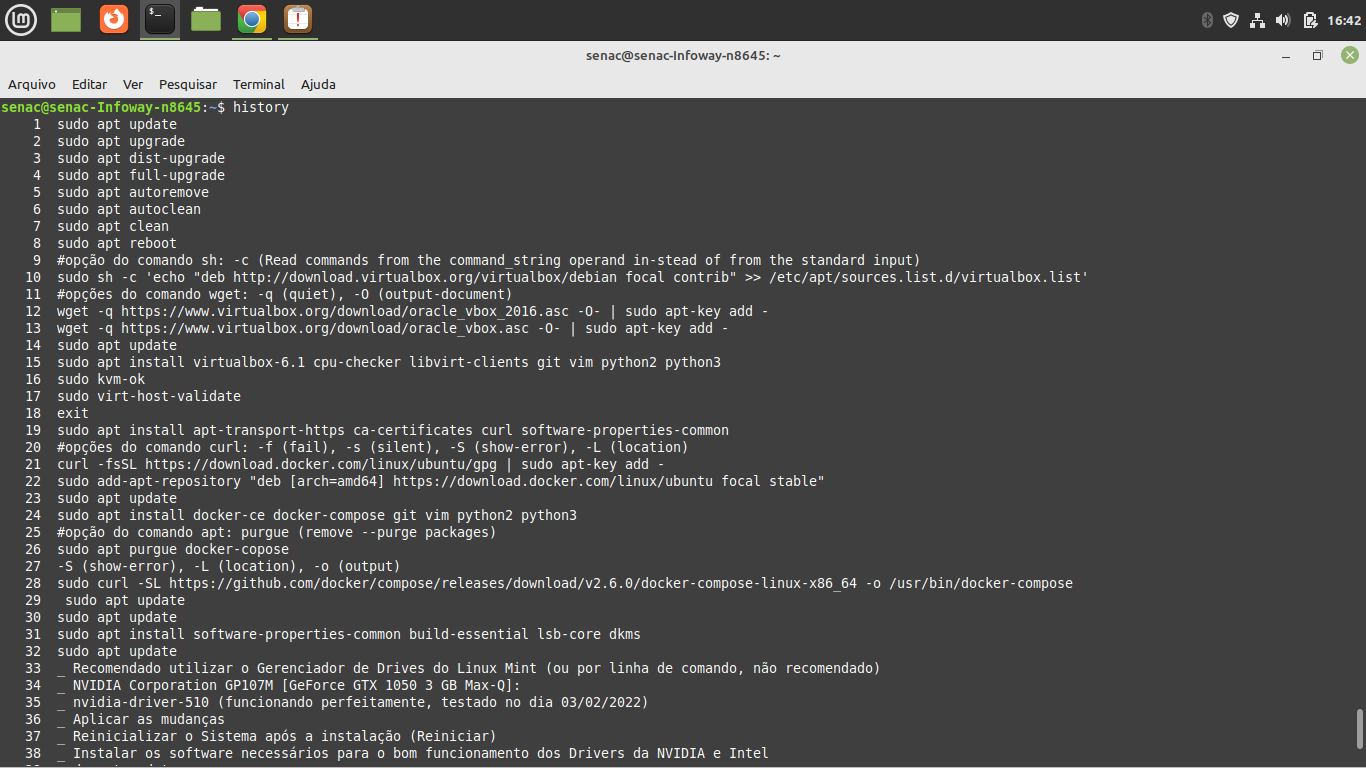 16:42
senac@senac-Infoway-n8645: ~
Arquivo Editar Ver Pesquisar Terminal Ajuda
senac@senac-Infoway-n8645:~$ history
1 sudo apt update
2 sudo apt upgrade
3 sudo apt dist-upgrade
4 sudo apt full-upgrade
5 sudo apt autoremove
6 sudo apt autoclean
7 sudo apt clean
8 sudo apt reboot
9 #opção do comando sh: -c (Read commands from the command_string operand in-stead of from the standard input)
10 sudo sh -c 'echo "deb http://download.virtualbox.org/virtualbox/debian focal contrib" >> /etc/apt/sources.list.d/virtualbox.list'
11 #opções do comando wget: -q (quiet), -O (output-document)
12 wget -q https://www.virtualbox.org/download/oracle_vbox_2016.asc -O- | sudo apt-key add -
13 wget -q https://www.virtualbox.org/download/oracle_vbox.asc -O- | sudo apt-key add -
14 sudo apt update
15 sudo apt install virtualbox-6.1 cpu-checker libvirt-clients git vim python2 python3
16 sudo kvm-ok
17 sudo virt-host-validate
18 exit
19 sudo apt install apt-transport-https ca-certificates curl software-properties-common
20 #opções do comando curl: -f (fail), -s (silent), -S (show-error), -L (location)
21 curl -fsSL https://download.docker.com/linux/ubuntu/gpg | sudo apt-key add -
22 sudo add-apt-repository "deb [arch=amd64] https://download.docker.com/linux/ubuntu focal stable"
23 sudo apt update
24 sudo apt install docker-ce docker-compose git vim python2 python3
25 #opção do comando apt: purgue (remove --purge packages)
26 sudo apt purgue docker-copose
27 -S (show-error), -L (location), -o (output)
28 sudo curl -SL https://github.com/docker/compose/releases/download/v2.6.0/docker-compose-linux-x86_64 -o /usr/bin/docker-compose
29 sudo apt update
30 sudo apt update
31 sudo apt install software-properties-common build-essential lsb-core dkms
32 sudo apt update
33 _ Recomendado utilizar o Gerenciador de Drives do Linux Mint (ou por linha de comando, não recomendado)
34 _ NVIDIA Corporation GP107M [GeForce GTX 1050 3 GB Max-Q]:
35 _ nvidia-driver-510 (funcionando perfeitamente, testado no dia 03/02/2022)
36 _ Aplicar as mudanças
37 _ Reinicializar o Sistema após a instalação (Reiniciar)
38 _ Instalar os software necessários para o bom funcionamento dos Drivers da NVIDIA e Intel